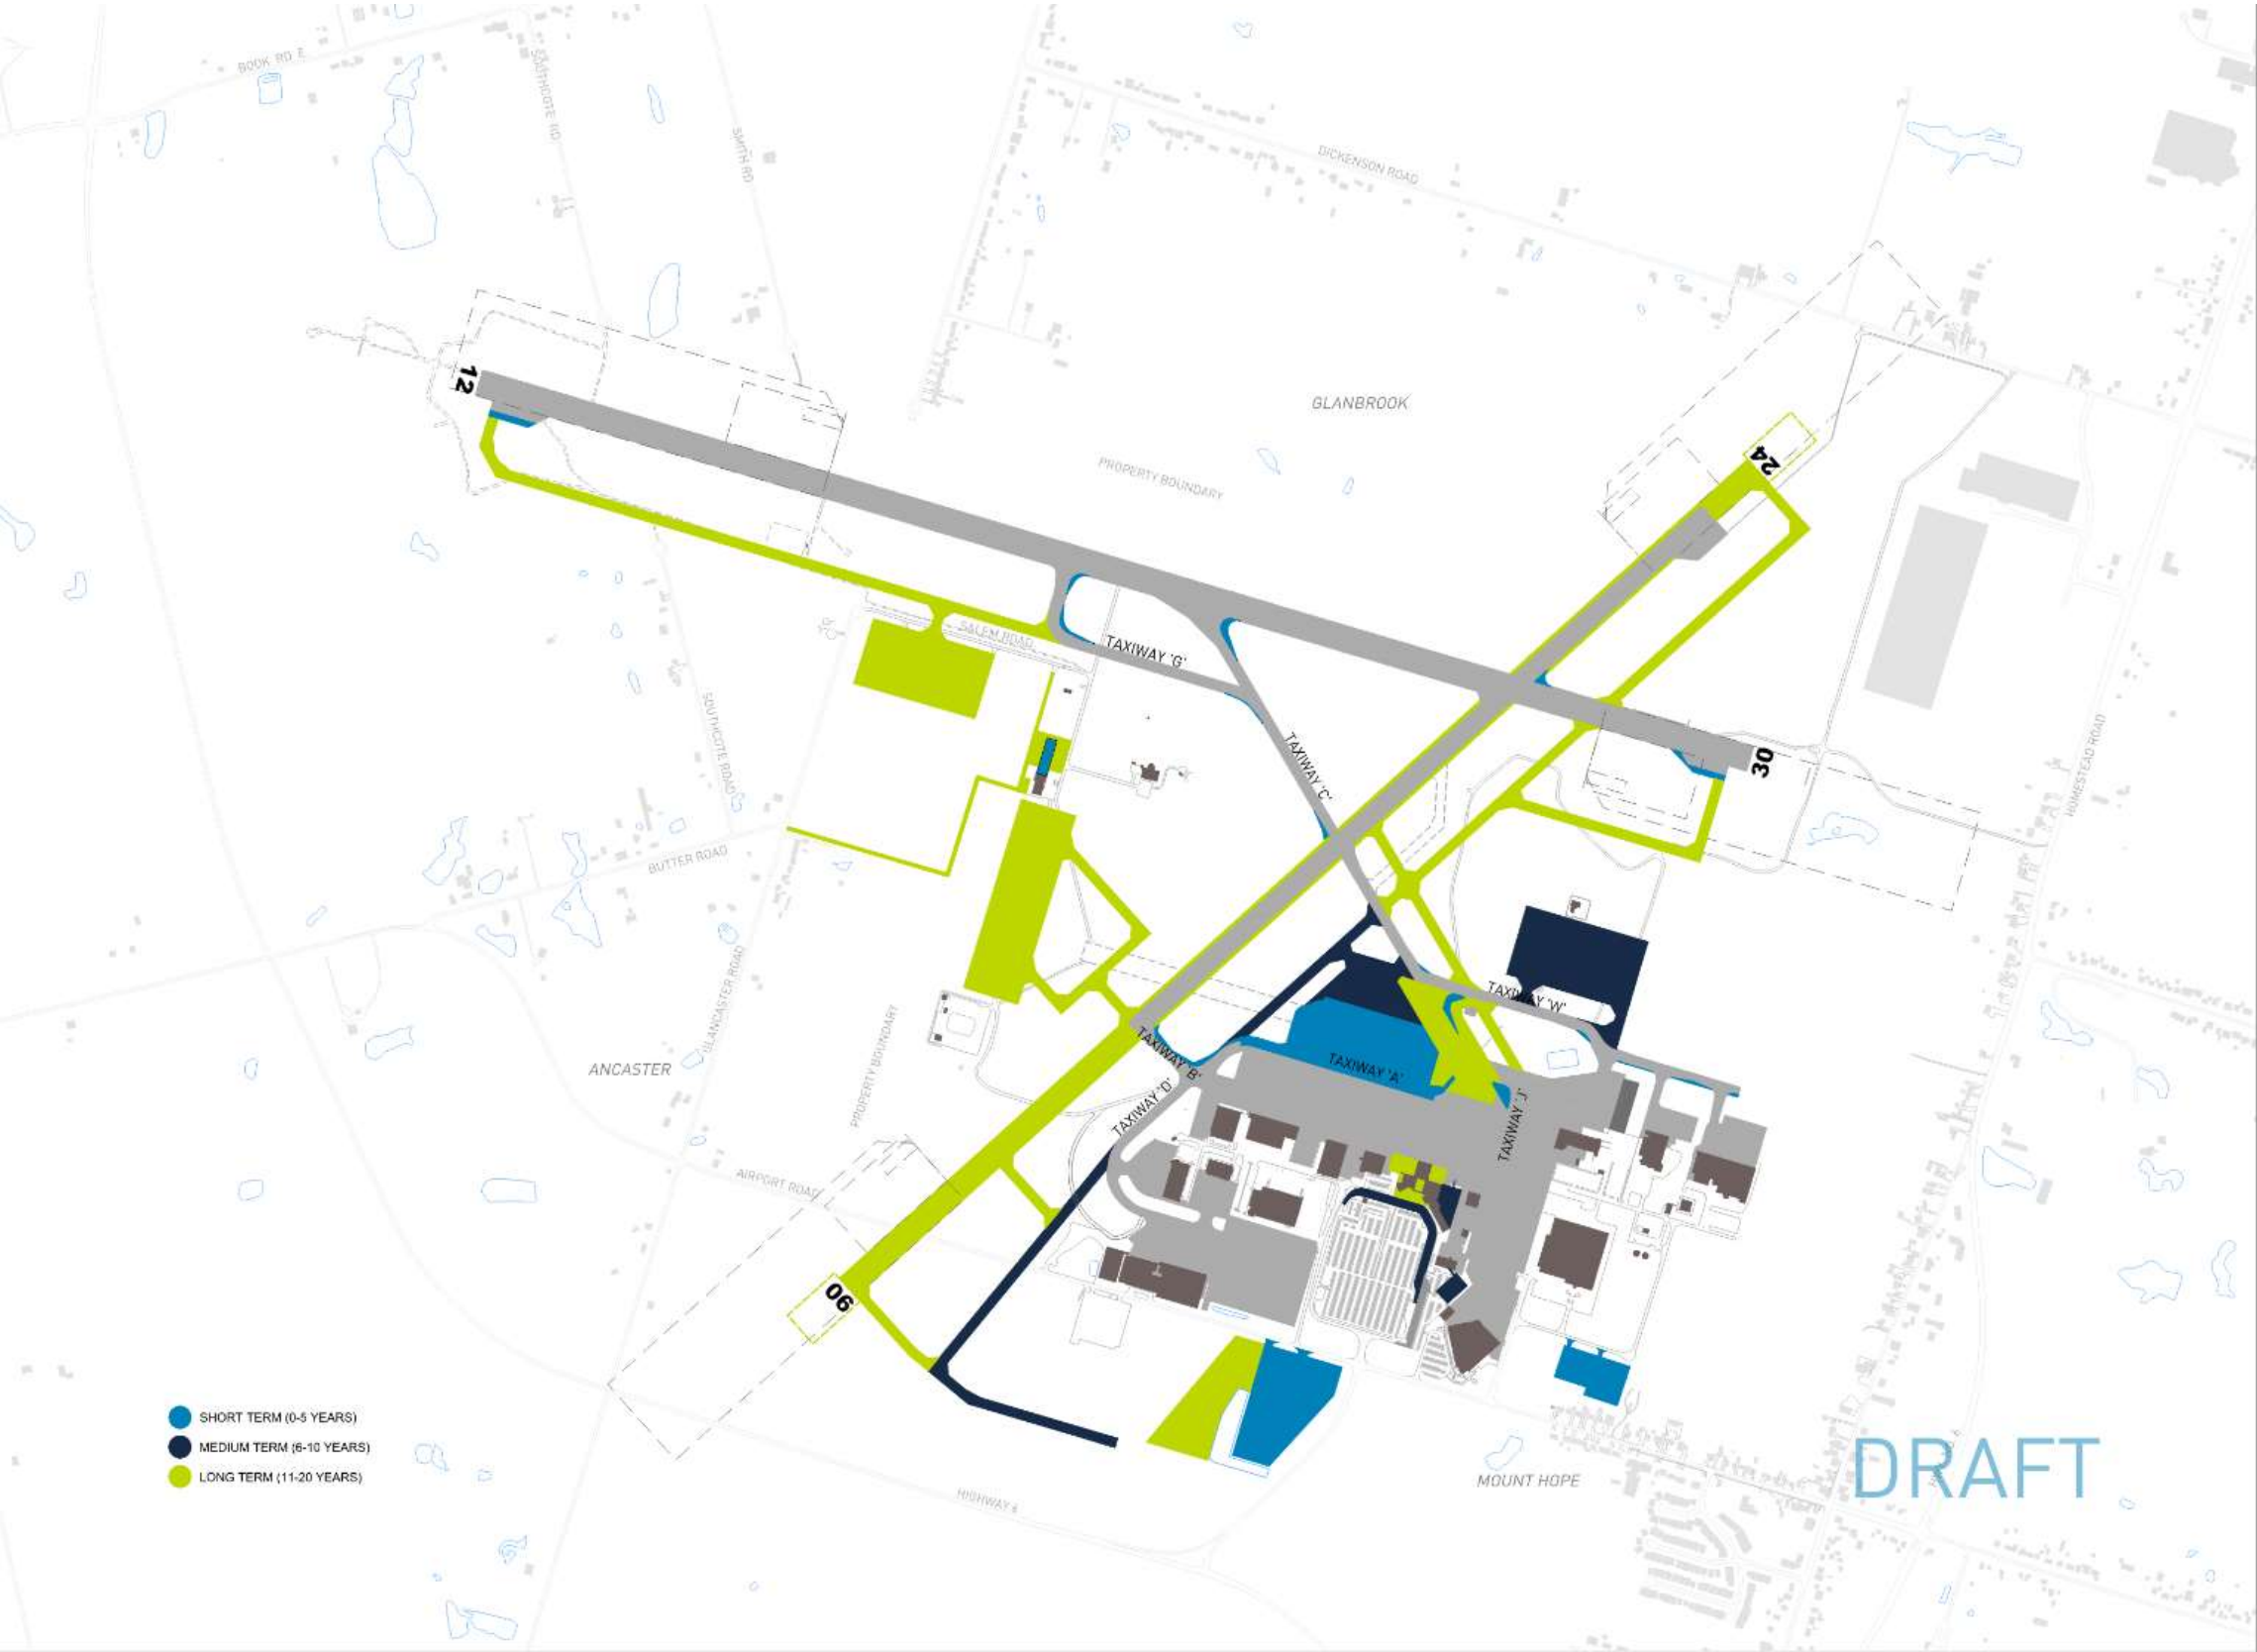 BOOK RD E
SOUTHCOTE RD
SMITH RD
DICKENSON ROAD
12
GLANBROOK
24
PROPERTY BOUNDARY
SALEM ROAD
TAXIWAY 'G'
SOUTHCOTE ROAD
TAXIWAY 'C'
30
HOMESTEAD ROAD
BUTTER ROAD
GLANCASTER ROAD
TAXIWAY 'W'
PROPERTY BOUNDARY
ANCASTER
TAXIWAY 'B'
TAXIWAY 'A'
TAXIWAY 'D'
TAXIWAY 'J'
AIRPORT ROAD
06
SHORT TERM (0-5 YEARS)
MEDIUM TERM (6-10 YEARS)
LONG TERM (11-20 YEARS)
HIGHWAY 6
MOUNT HOPE
DRAFT